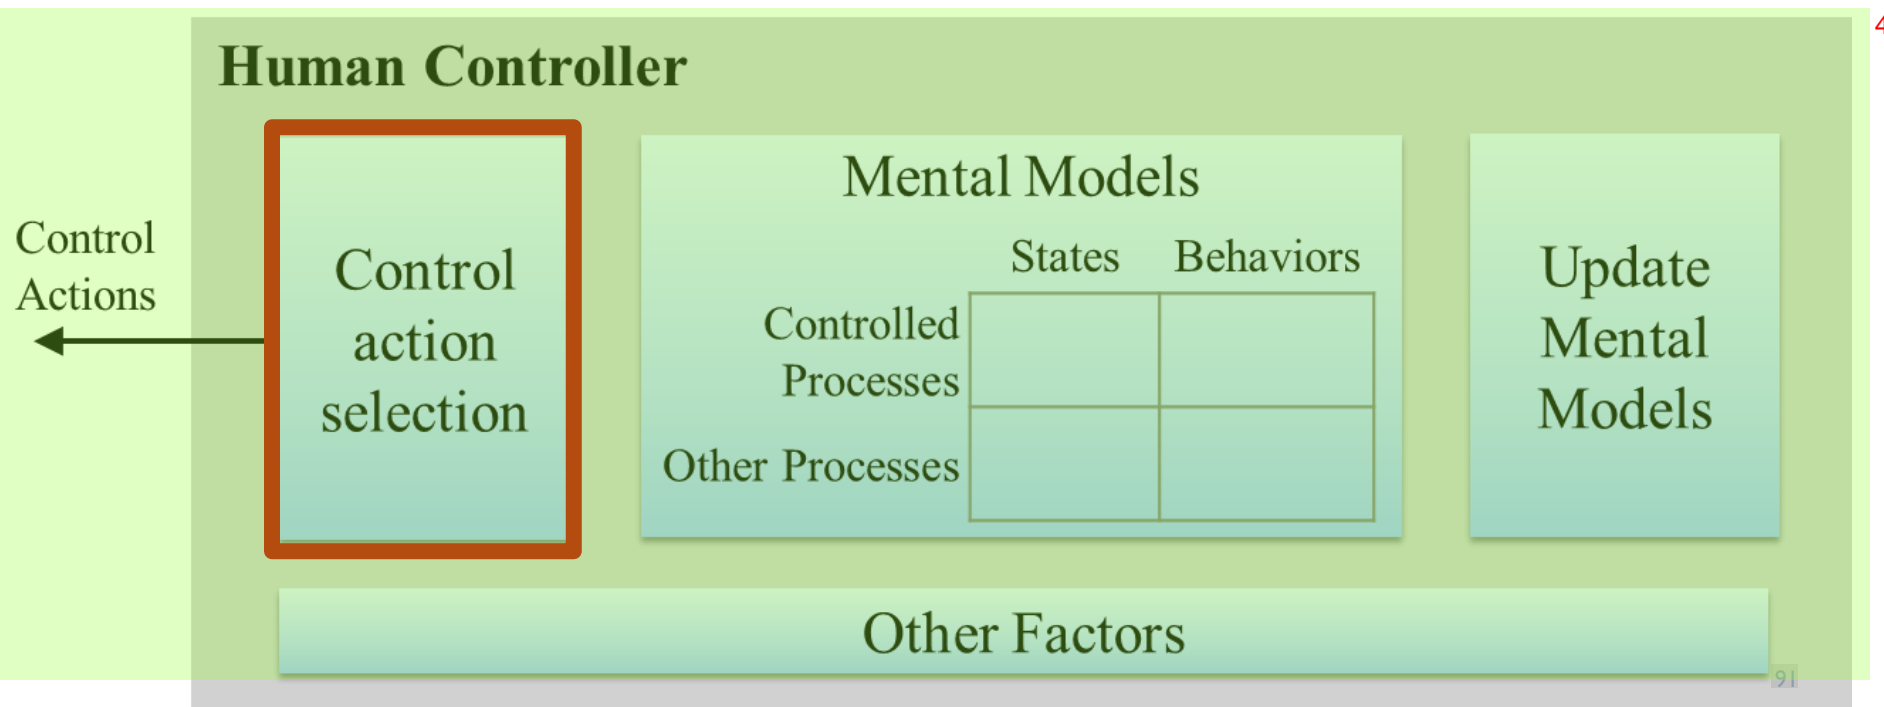 Human Controller
Control
Actions
Control
action
selection
Mental Models
States Behaviors
Controlled
Processes
Other Processes
Update
Mental
Models
Other Factors
91
4